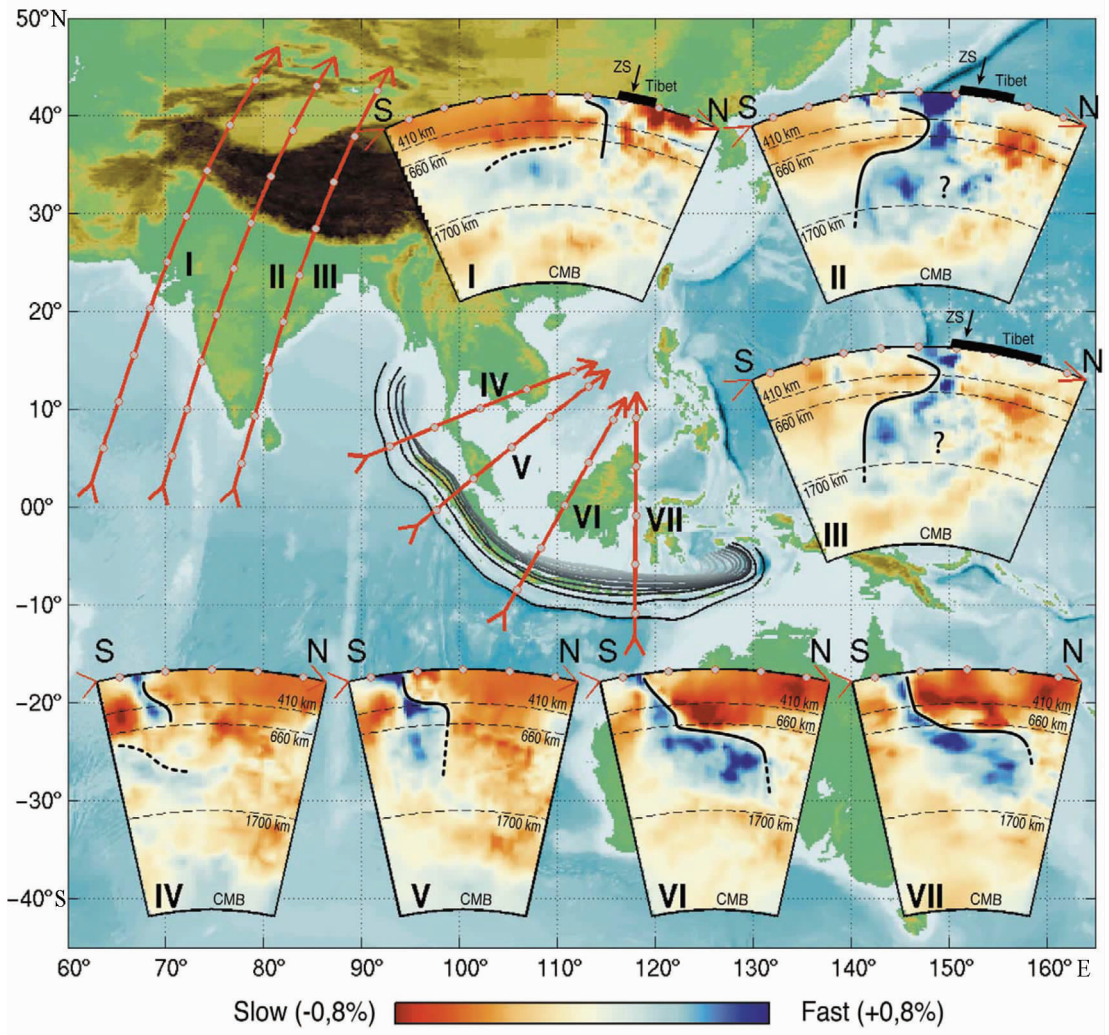 50°N
40°
30°
20°
10°
00°
−10°
−20°
−30°
−40°S
60°
70°
80°
90°
100°
110°
120°
130°
140°
150°
160° E
I
II
III
IV
V
VI
VII
S
N
ZS
Tibet
410 km
660 km
1700 km
I
CMB
S
N
ZS
Tibet
410 km
660 km
?
1700 km
II
CMB
S
N
ZS
Tibet
410 km
660 km
?
1700 km
III
CMB
S
N
410 km
660 km
1700 km
IV
CMB
S
N
410 km
660 km
1700 km
V
CMB
S
N
410 km
660 km
1700 km
VI
CMB
S
N
410 km
660 km
1700 km
VII
CMB
Slow (-0,8%)
Fast (+0,8%)